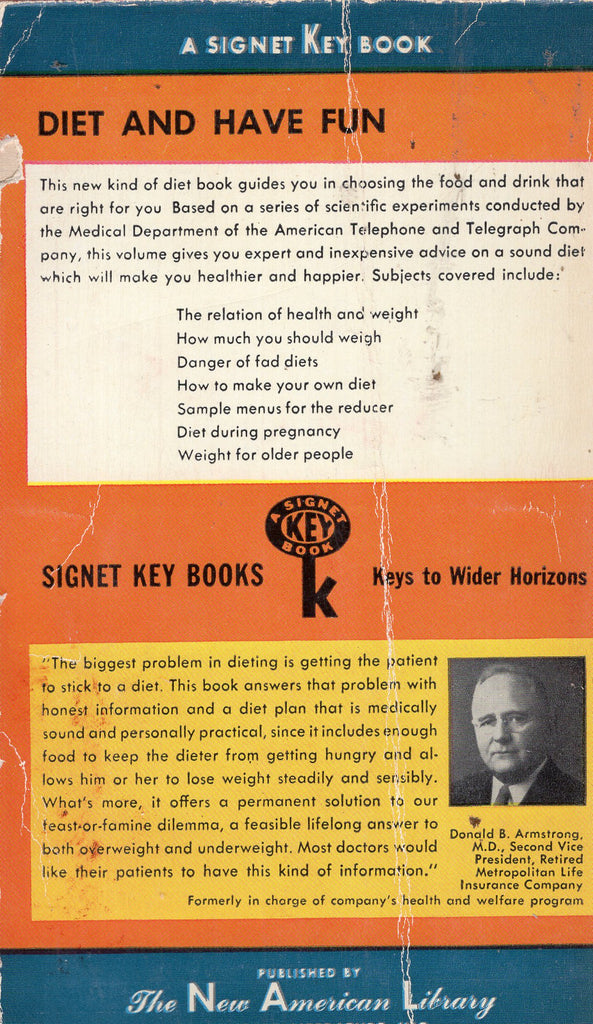 A SIGNET KEY BOOK
DIET AND HAVE FUN
This new kind of diet book guides you in choosing the food and drink that
are right for you Based on a series of scientific experiments conducted by
the Medical Department of the American Telephone and Telegraph Com-
pany, this volume gives you expert and inexpensive advice on a sound diet
which will make you healthier and happier. Subjects covered include:
The relation of health and weight
How much you should weigh
Danger of fad diets
How to make your own diet
Sample menus for the reducer
Diet during pregnancy
Weight for older people
A SIGNET
KEY
BOOK
k
SIGNET KEY BOOKS
Keys to Wider Horizons
"The biggest problem in dieting is getting the patient
to stick to a diet. This book answers that problem with
honest information and a diet plan that is medically
sound and personally practical, since it includes enough
food to keep the dieter from getting hungry and al-
lows him or her to lose weight steadily and sensibly.
What's more, it offers a permanent solution to our
feast-or-famine dilemma, a feasible lifelong answer to
both overweight and underweight. Most doctors would
like their patients to have this kind of information."
Donald B. Armstrong,
M.D., Second Vice
President, Retired
Metropolitan Life
Insurance Company
Formerly in charge of company's health and welfare program
PUBLISHED BY
The New American Library